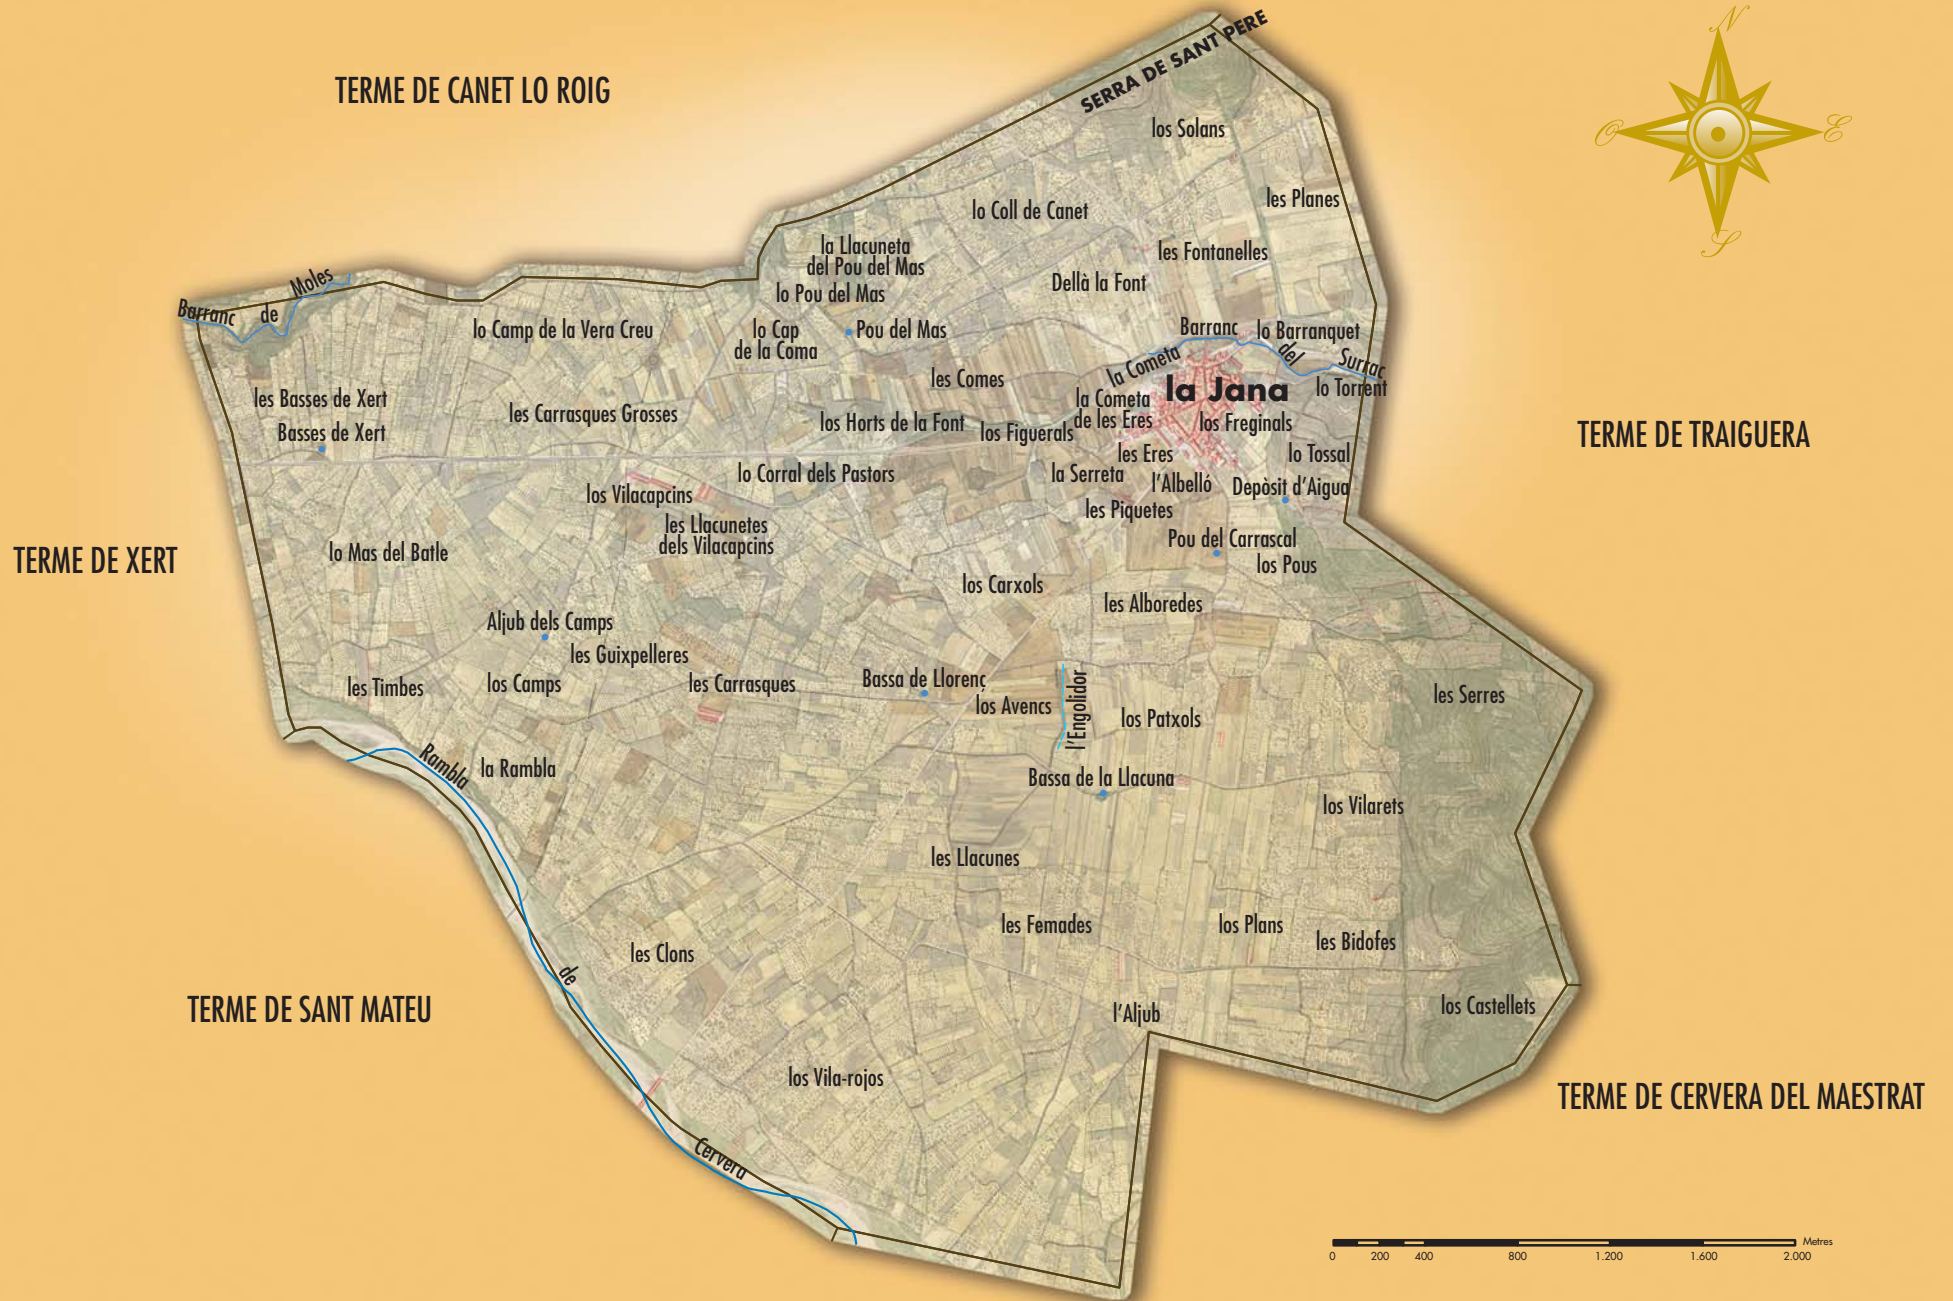 N
O
E
S
TERME DE CANET LO ROIG
SERRA DE SANT PERE
los Solans
les Planes
lo Coll de Canet
la Llacuneta
del Pou del Mas
les Fontanelles
Dellà la Font
lo Pou del Mas
Barranc de Moles
lo Camp de la Vera Creu
lo Cap
de la Coma
Pou del Mas
Barranc del Surrac
lo Barranquet
la Cometa
la Jana
lo Torrent
les Comes
les Basses de Xert
Basses de Xert
les Carrasques Grosses
los Horts de la Font
los Figuerals
la Cometa
de les Eres
los Freginals
TERME DE TRAIGUERA
les Eres
lo Tossal
la Serreta
l'Albelló
Depòsit d'Aigua
lo Corral dels Pastors
los Vilacapcins
les Piquetes
les Llacunetes
dels Vilacapcins
Pou del Carrascal
los Pous
TERME DE XERT
lo Mas del Batle
los Carxols
les Alboredes
Aljub dels Camps
les Guixpelleres
les Timbes
los Camps
les Carrasques
Bassa de Llorenç
los Avencs
l'Engolidor
los Patxols
les Serres
Rambla de Cervera
la Rambla
Bassa de la Llacuna
los Vilarets
les Llacunes
les Femades
los Plans
les Bidofes
les Clons
TERME DE SANT MATEU
l'Aljub
los Castellets
los Vila-rojos
TERME DE CERVERA DEL MAESTRAT
Metres
0 200 400 800 1.200 1.600 2.000